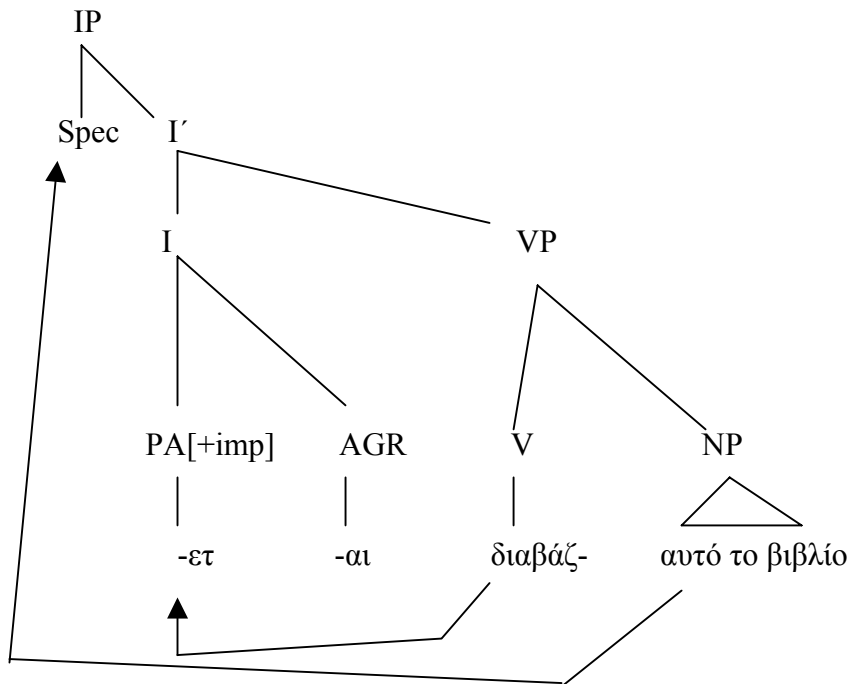 IP
Spec I´
I VP
PA[+imp] AGR V NP
-ετ -αι διαβάζ- αυτό το βιβλίο